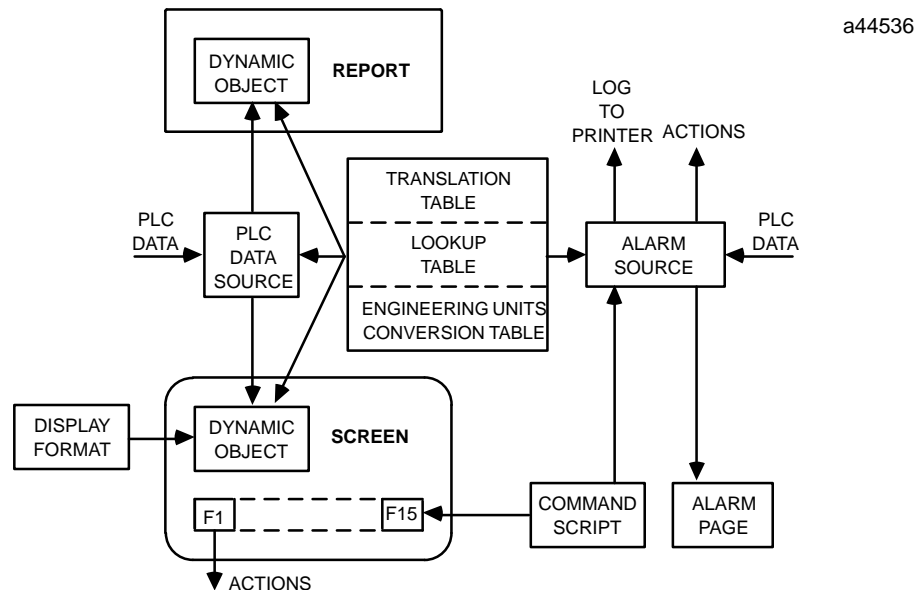 a44536
DYNAMIC
OBJECT
REPORT
LOG
TO
PRINTER
ACTIONS
TRANSLATION
TABLE
PLC
DATA
PLC
DATA
SOURCE
LOOKUP
TABLE
ALARM
SOURCE
PLC
DATA
ENGINEERING UNITS
CONVERSION TABLE
DISPLAY
FORMAT
DYNAMIC
OBJECT
SCREEN
F1
F15
COMMAND
SCRIPT
ALARM
PAGE
ACTIONS